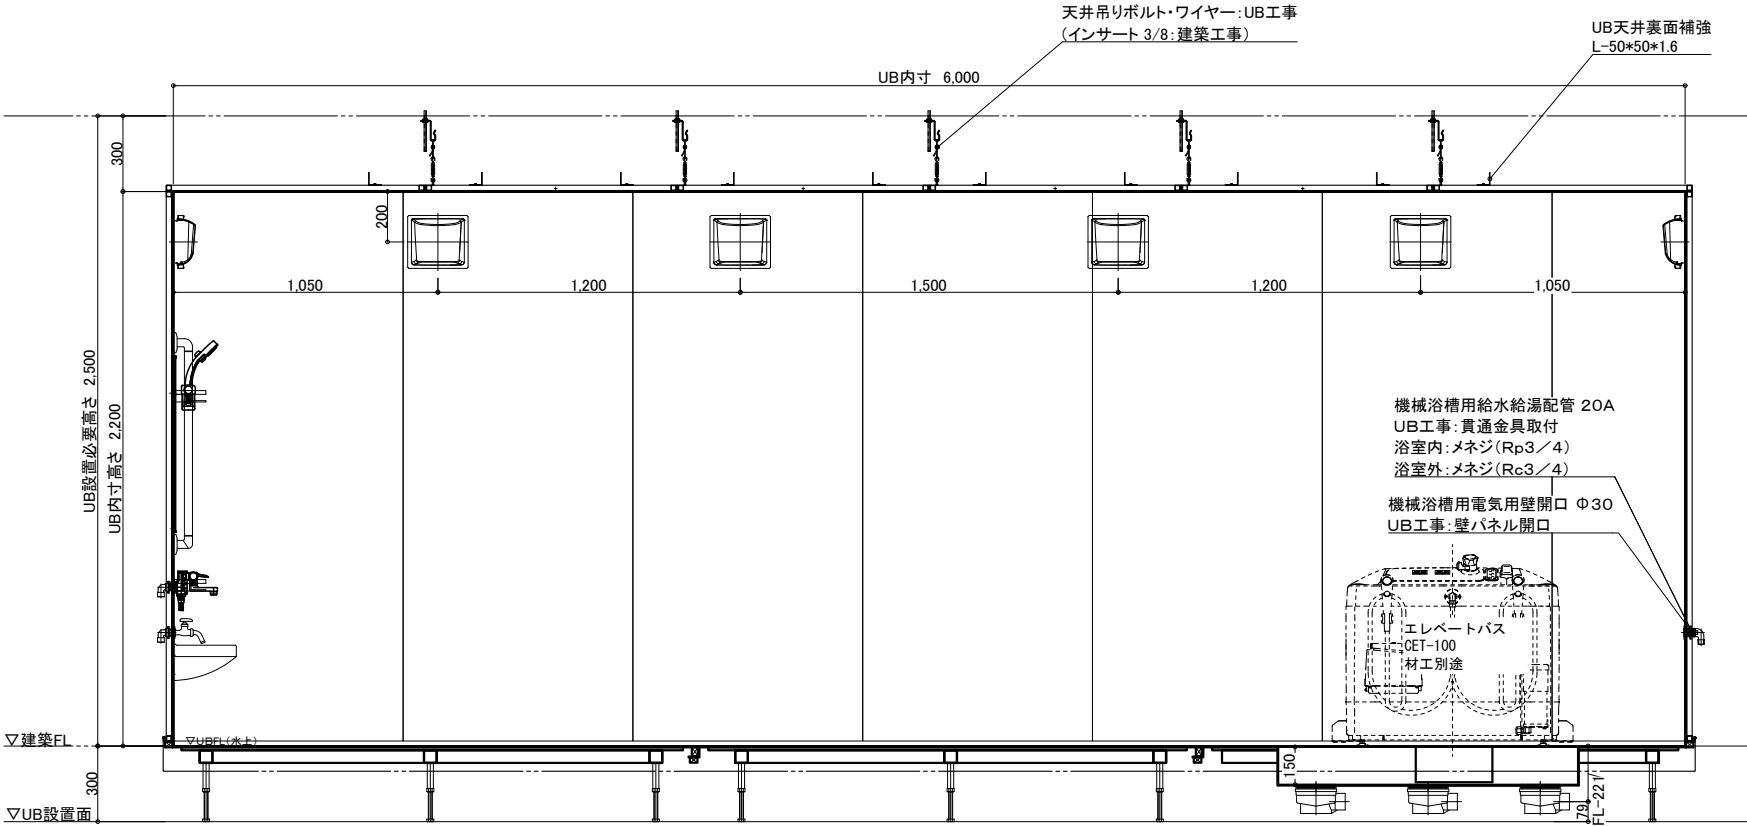 天井吊りボルト・ワイヤー：UB工事
（インサート 3/8：建築工事）
UB天井裏面補強
L-50*50*1.6
UB内寸 6,000
300
200
1,050
1,200
1,500
1,200
1,050
UB設置必要高さ 2,500
UB内寸高さ 2,200
機械浴槽用給水給湯配管 20A
UB工事：貫通金具取付
浴室内：メネジ（Rp3／4）
浴室外：メネジ（Rc3／4）
機械浴槽用電気用壁開口 Φ30
UB工事：壁パネル開口
エレベートバス
CET-100
材工別途
▽建築FL
▽UBFL(水上)
300
150
79
FL-221
▽UB設置面